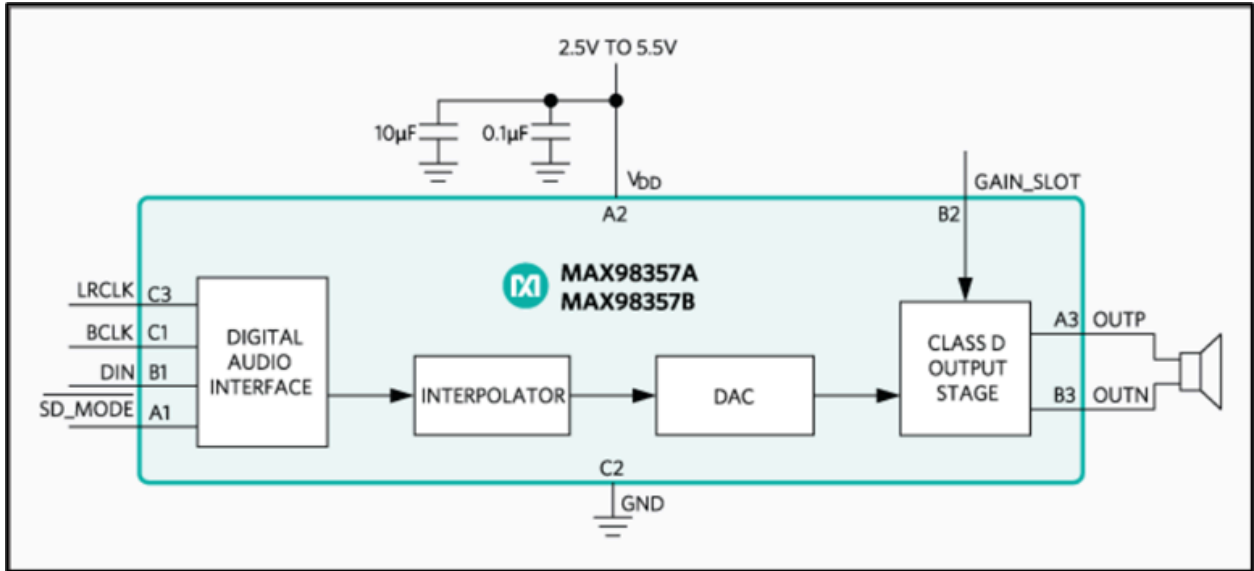 2.5V TO 5.5V
10µF
0.1µF
VDD
GAIN_SLOT
A2
B2
MAX98357A
MAX98357B
LRCLK C3
BCLK C1
DIN B1
SD_MODE A1
DIGITAL
AUDIO
INTERFACE
INTERPOLATOR
DAC
CLASS D
OUTPUT
STAGE
A3 OUTP
B3 OUTN
C2
GND